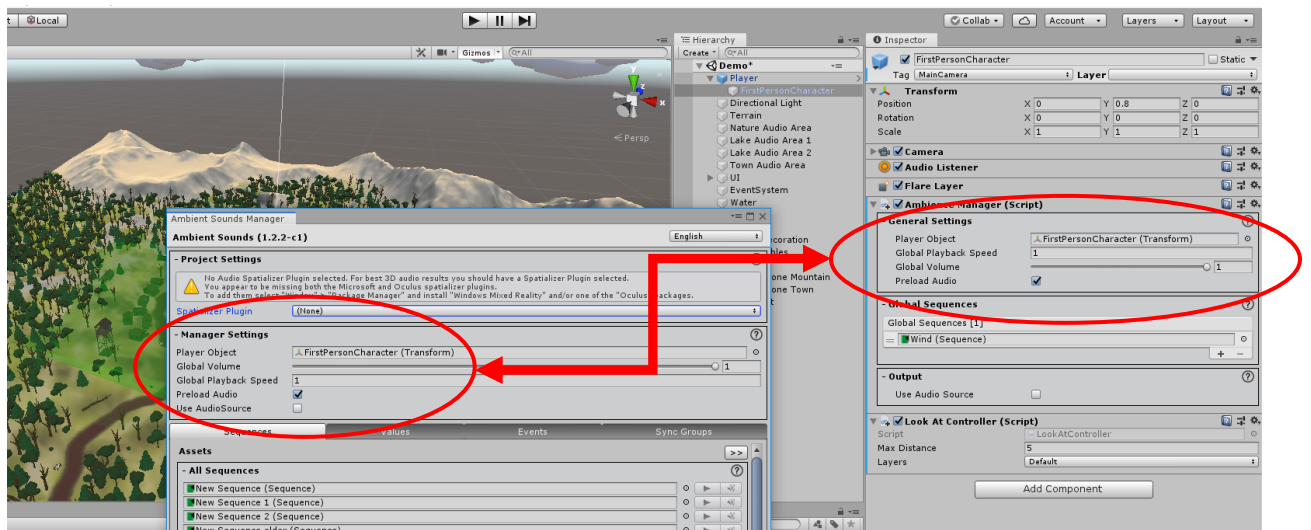 t Local
Collab
Account
Layers
Layout
Gizmos
All
Persp
y
z
x
Hierarchy
Create All
Demo*
Player
FirstPersonCharacter
Directional Light
Terrain
Nature Audio Area
Lake Audio Area 1
Lake Audio Area 2
Town Audio Area
UI
EventSystem
Water
coration
bles
one Mountain
one Town
t
Ambient Sounds Manager
Ambient Sounds (1.2.2-c1)
English
- Project Settings
No Audio Spatializer Plugin selected. For best 3D audio results you should have a Spatializer Plugin selected.
You appear to be missing both the Microsoft and Oculus spatializer plugins.
To add them select "Window" > "Package Manager" and install "Windows Mixed Reality" and/or one of the "Oculus" packages.
Spatializer Plugin (None)
- Manager Settings
Player Object FirstPersonCharacter (Transform)
Global Volume 1
Global Playback Speed 1
Preload Audio
Use AudioSource
Sequences Values Events Sync Groups
Assets >>
- All Sequences
New Sequence (Sequence)
New Sequence 1 (Sequence)
New Sequence 2 (Sequence)
New Sequence older (Sequence)
Inspector
FirstPersonCharacter Static
Tag MainCamera Layer
Transform
Position X 0 Y 0.8 Z 0
Rotation X 0 Y 0 Z 0
Scale X 1 Y 1 Z 1
Camera
Audio Listener
Flare Layer
Ambience Manager (Script)
- General Settings
Player Object FirstPersonCharacter (Transform)
Global Playback Speed 1
Global Volume 1
Preload Audio
- Global Sequences
Global Sequences [1]
Wind (Sequence)
+ -
- Output
Use Audio Source
Look At Controller (Script)
Script LookAtController
Max Distance 5
Layers Default
Add Component